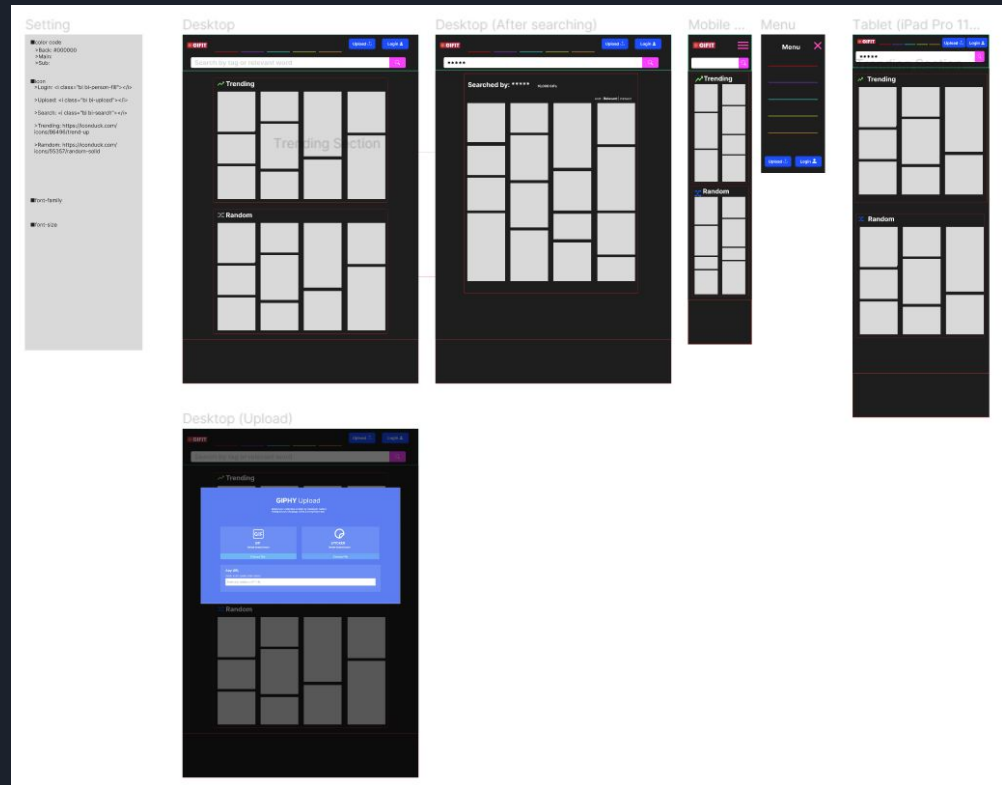 Setting
■color code
>Back: #000000
>Main:
>Sub:
■icon
>Login: <i class="bi bi-person-fill"></i>
>Upload: <i class="bi bi-upload"></i>
>Search: <i class="bi bi-search"></i>
>Trending: https://iconduck.com/
icons/98496/trend-up
>Random: https://iconduck.com/
icons/55357/random-solid
■font-family
■font-size
Desktop
GIFIT
Upload
Login
Search by tag or relevant word
Trending
Trending Section
Random
Desktop (After searching)
GIFIT
Upload
Login
*****
Searched by: *****
Mobile ...
GIFIT
Trending
Random
Menu
Menu
Upload
Login
Tablet (iPad Pro 11...
GIFIT
Upload
Login
*****
Trending Section
Trending
Random
Desktop (Upload)
GIFIT
Upload
Login
Search by tag or relevant word
Trending
GIPHY Upload
GIF
Random